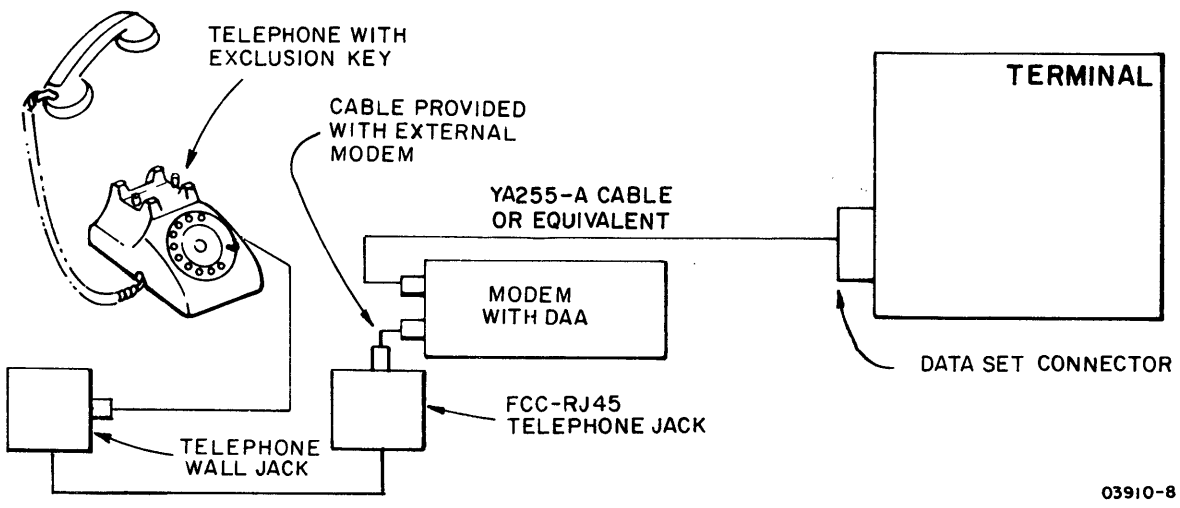 TELEPHONE WITH
EXCLUSION KEY
CABLE PROVIDED
WITH EXTERNAL
MODEM
TERMINAL
YA255-A CABLE
OR EQUIVALENT
MODEM
WITH DAA
DATA SET CONNECTOR
FCC-RJ45
TELEPHONE JACK
TELEPHONE
WALL JACK
03910-8